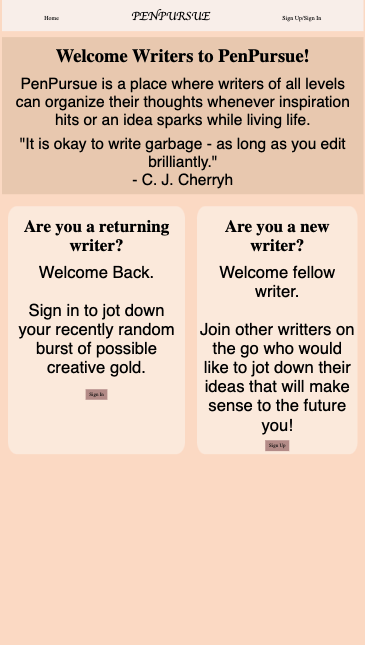 Home
PENPURSUE
Sign Up/Sign In
Welcome Writers to PenPursue!
PenPursue is a place where writers of all levels
can organize their thoughts whenever inspiration
hits or an idea sparks while living life.
"It is okay to write garbage - as long as you edit
brilliantly."
- C. J. Cherryh
Are you a returning
writer?
Welcome Back.
Sign in to jot down
your recently random
burst of possible
creative gold.
Sign In
Are you a new
writer?
Welcome fellow
writer.
Join other writters on
the go who would
like to jot down their
ideas that will make
sense to the future
you!
Sign Up